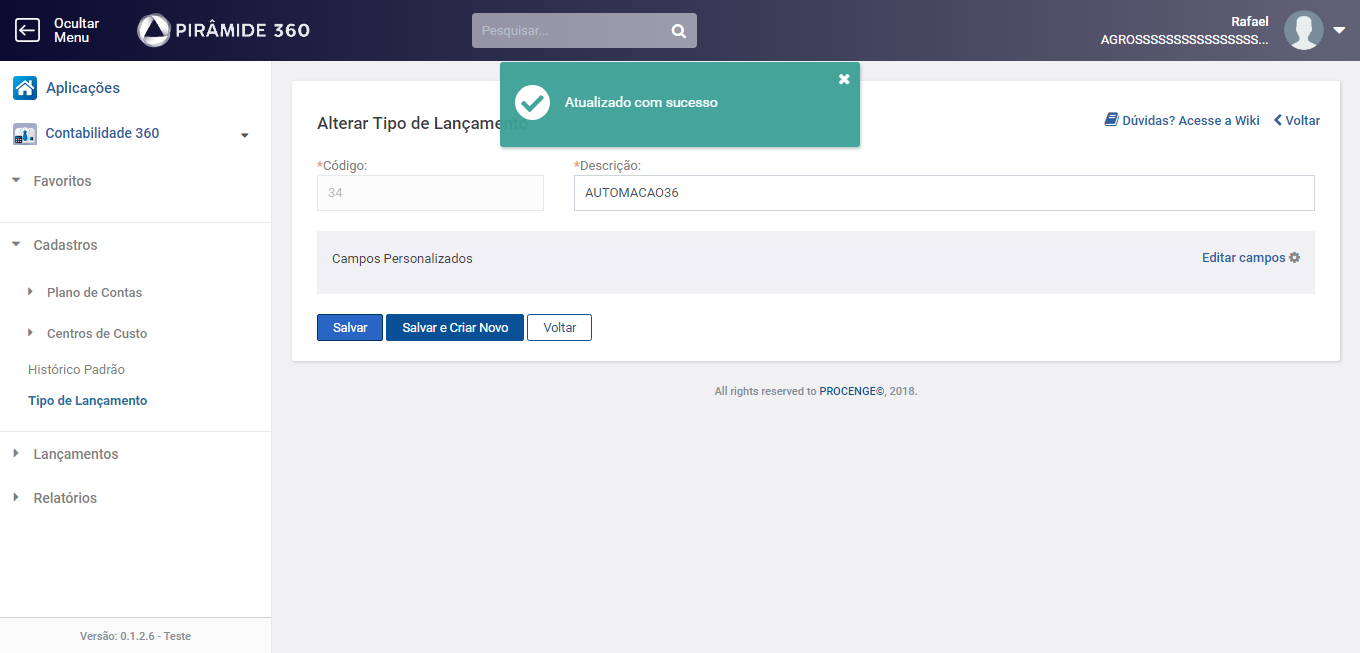 Ocultar
Menu
PIRÂMIDE 360
Pesquisar...
Rafael
AGROSSSSSSSSSSSSSSSS...
Aplicações
Contabilidade 360
Favoritos
Cadastros
Plano de Contas
Centros de Custo
Histórico Padrão
Tipo de Lançamento
Lançamentos
Relatórios
Versão: 0.1.2.6 - Teste
Atualizado com sucesso
Alterar Tipo de Lançamento
Dúvidas? Acesse a Wiki
Voltar
*Código:
*Descrição:
34
AUTOMACAO36
Campos Personalizados
Editar campos
Salvar
Salvar e Criar Novo
Voltar
All rights reserved to PROCENGE©, 2018.